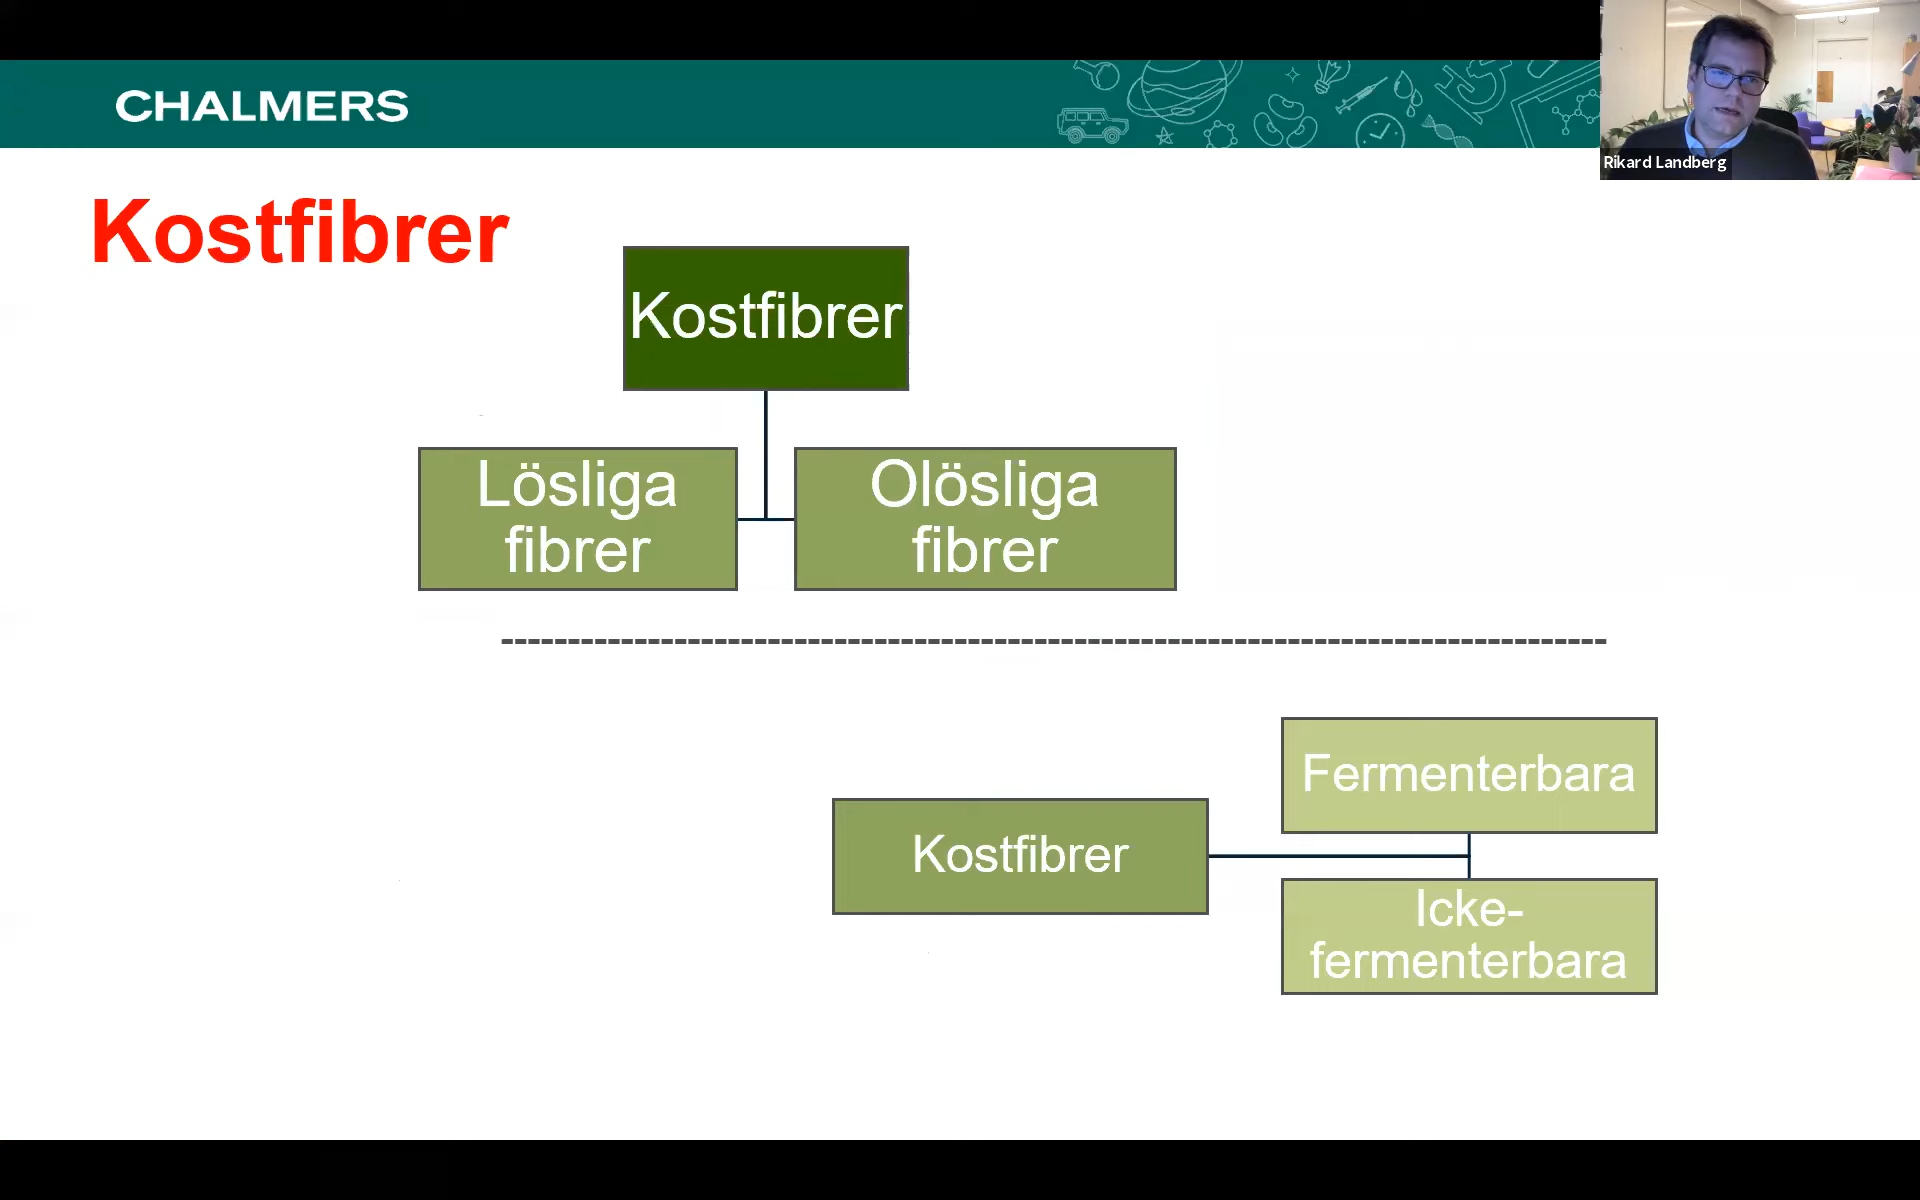 CHALMERS
Rikard Landberg
Kostfibrer
Kostfibrer
Lösliga
fibrer
Olösliga
fibrer
Fermenterbara
Kostfibrer
Icke-
fermenterbara